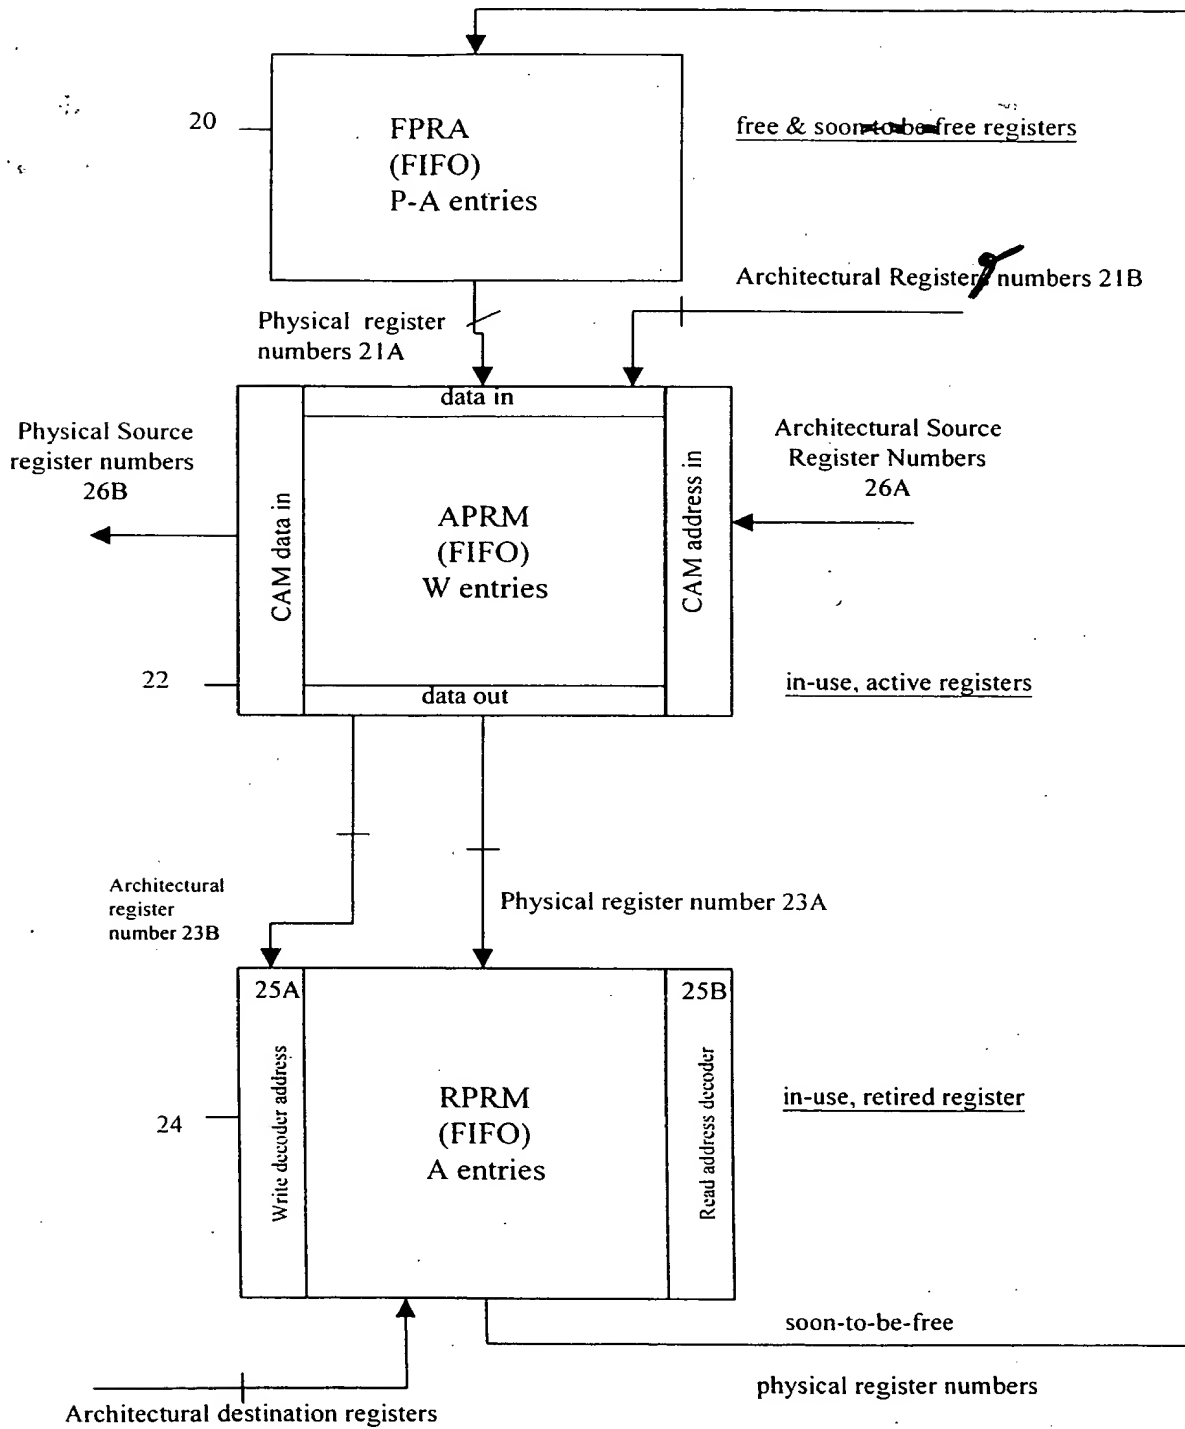 20
FPRA
(FIFO)
P-A entries
free & soon-to-be-free registers
Architectural Registers numbers 21B
Physical register
numbers 21A
data in
Physical Source
register numbers
26B
CAM data in
APRM
(FIFO)
W entries
CAM address in
Architectural Source
Register Numbers
26A
22
data out
in-use, active registers
Architectural
register
number 23B
Physical register number 23A
25A
25B
Write decoder address
RPRM
(FIFO)
A entries
Read address decoder
24
in-use, retired register
soon-to-be-free
physical register numbers
Architectural destination registers